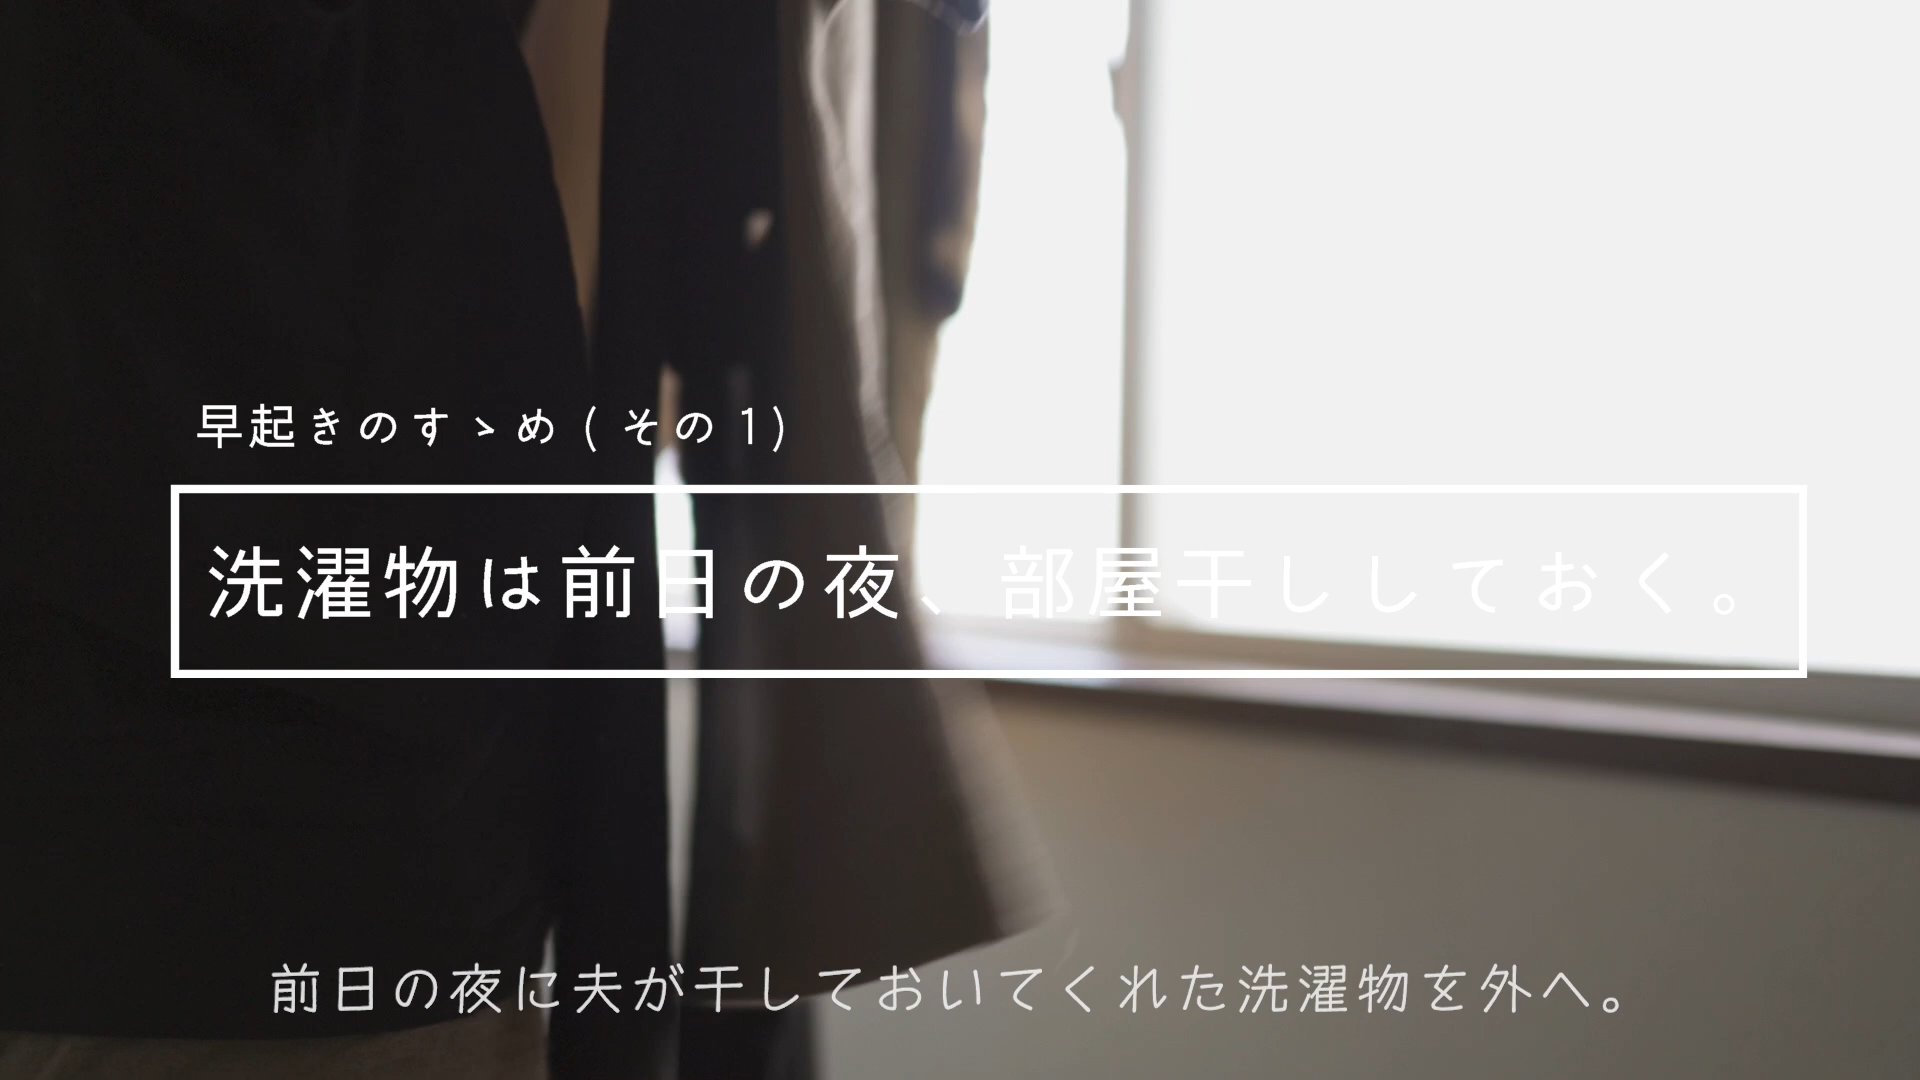 早起きのすゝめ(その1)
洗濯物は前日の夜、部屋干ししておく。
前日の夜に夫が干しておいてくれた洗濯物を外へ。